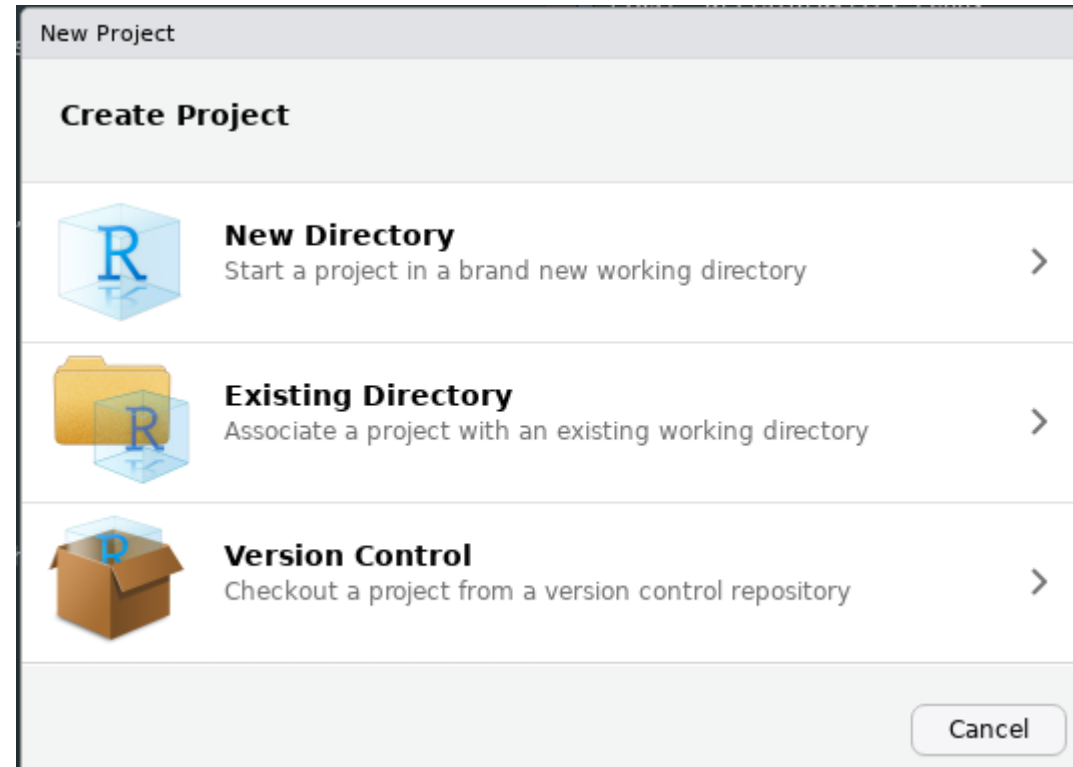 New Project
Create Project
R
New Directory
Start a project in a brand new working directory
R
Existing Directory
Associate a project with an existing working directory
R
Version Control
Checkout a project from a version control repository
Cancel